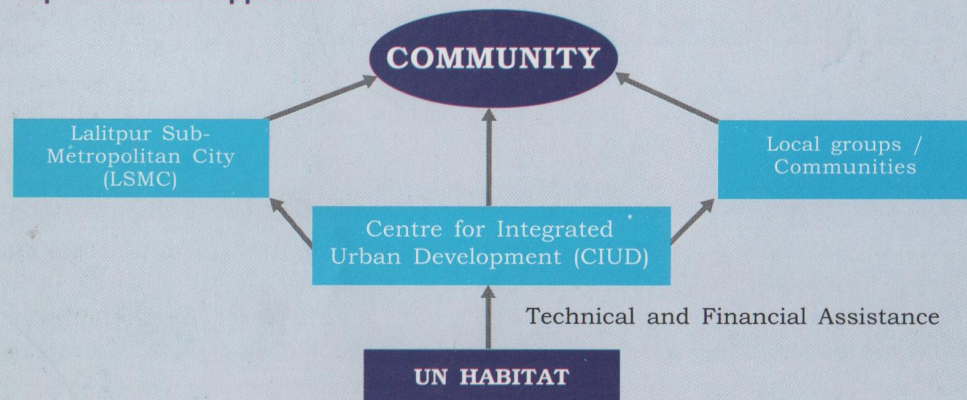 COMMUNITY
Lalitpur Sub-
Metropolitan City
(LSMC)
Local groups /
Communities
Centre for Integrated
Urban Development (CIUD)
Technical and Financial Assistance
UN HABITAT